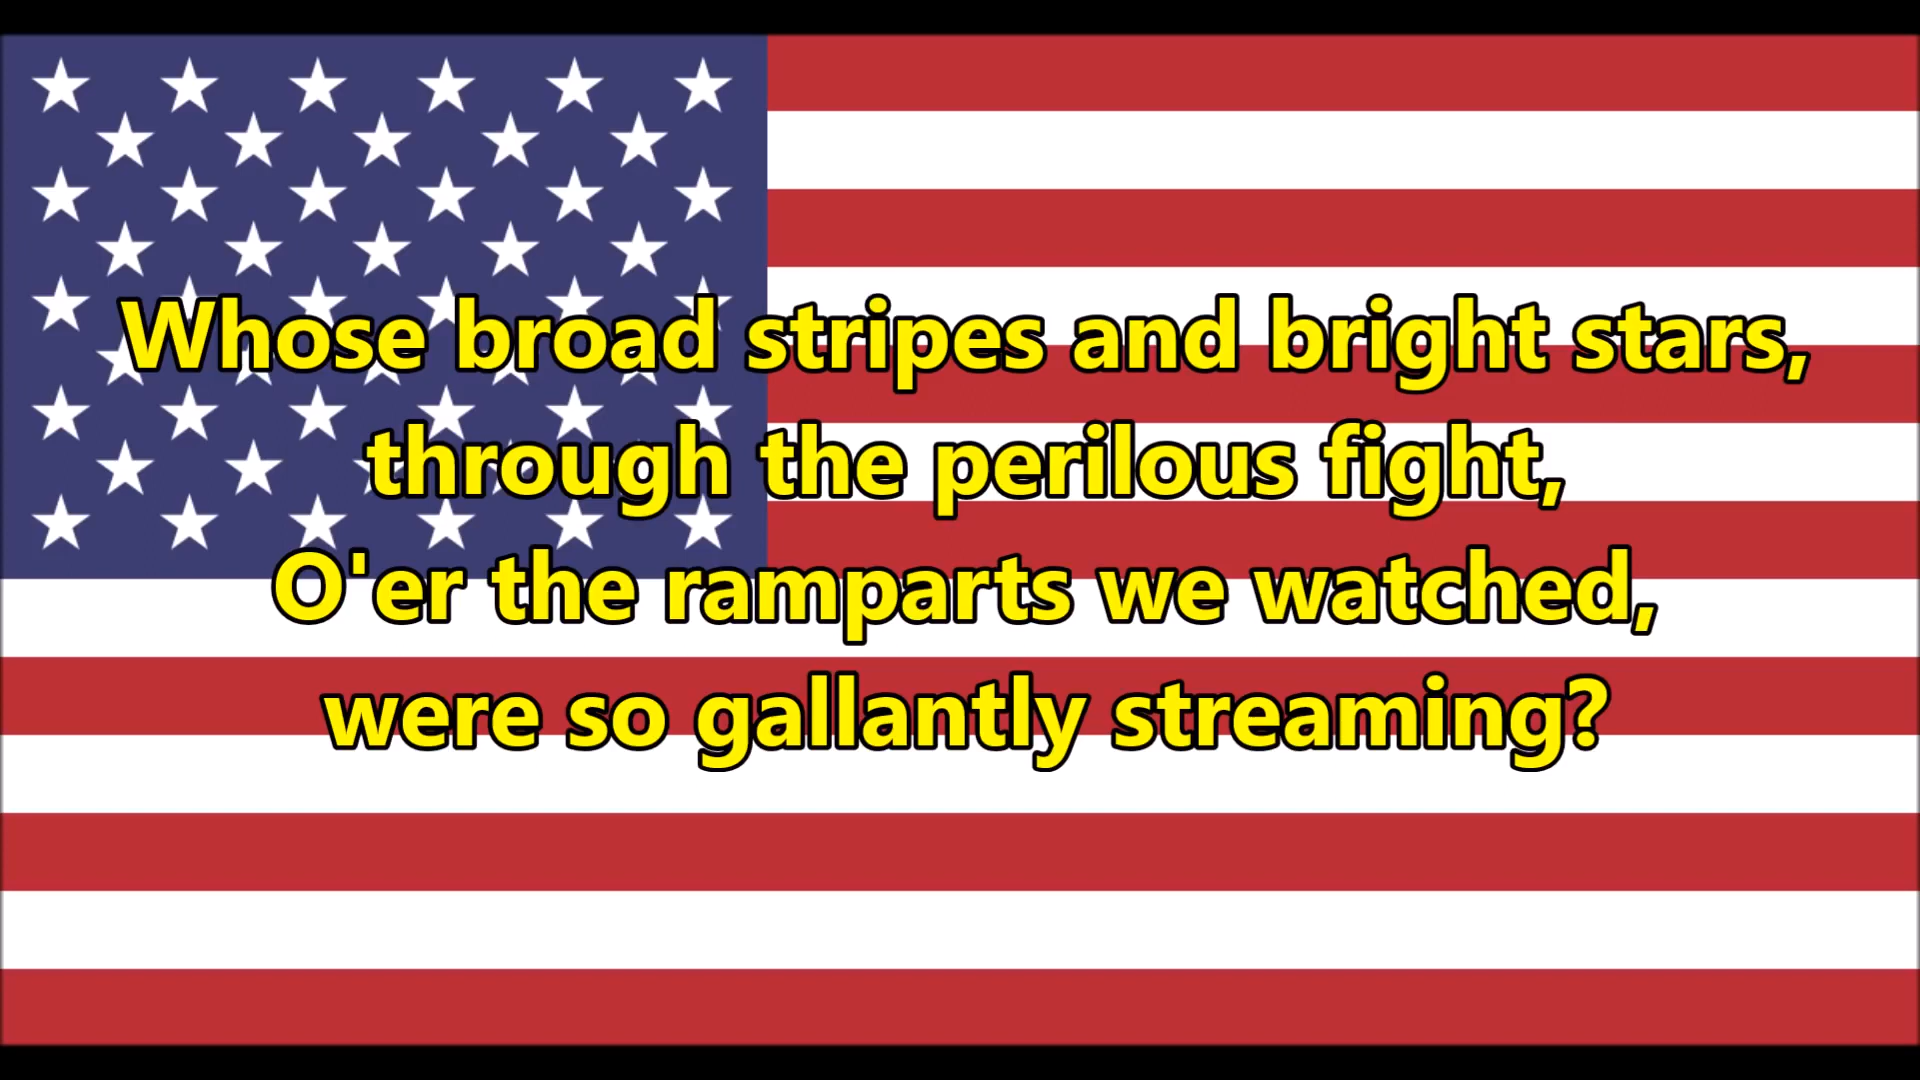 Whose broad stripes and bright stars,
through the perilous fight,
O'er the ramparts we watched,
were so gallantly streaming?